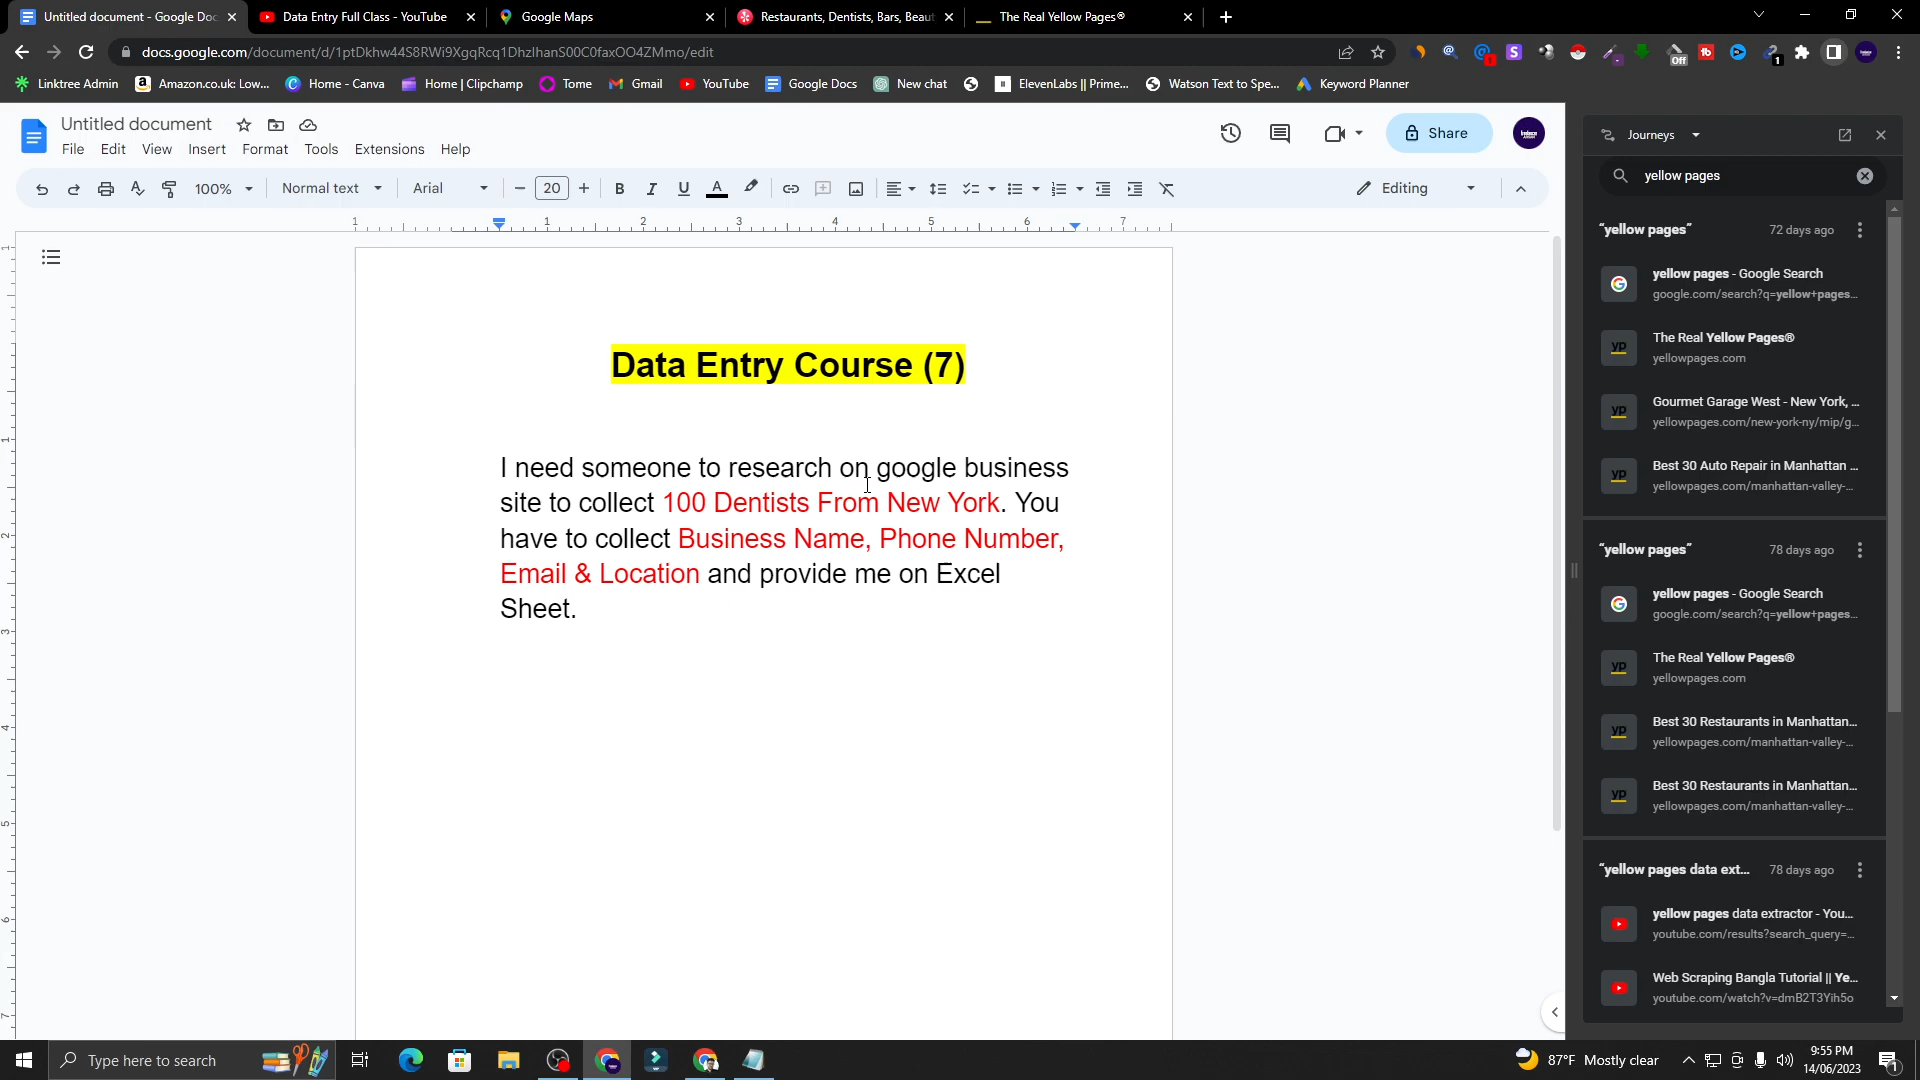 Untitled document - Google Doc
Data Entry Full Class - YouTube
Google Maps
Restaurants, Dentists, Bars, Beaut
The Real Yellow Pages®
docs.google.com/document/d/1ptDkhw44S8RWi9XgqRcq1DhzIhanS00C0faxOO4ZMmo/edit
Linktree Admin
Amazon.co.uk: Low...
Home - Canva
Home | Clipchamp
Tome
Gmail
YouTube
Google Docs
New chat
ElevenLabs || Prime...
Watson Text to Spe...
Keyword Planner
Untitled document
File Edit View Insert Format Tools Extensions Help
Share
100% Normal text Arial 20 Editing
Data Entry Course (7)
I need someone to research on google business
site to collect 100 Dentists From New York. You
have to collect Business Name, Phone Number,
Email & Location and provide me on Excel
Sheet.
Journeys
yellow pages
"yellow pages" 72 days ago
yellow pages - Google Search
google.com/search?q=yellow+pages...
The Real Yellow Pages®
yellowpages.com
Gourmet Garage West - New York, ...
yellowpages.com/new-york-ny/mip/g...
Best 30 Auto Repair in Manhattan ...
yellowpages.com/manhattan-valley-...
"yellow pages" 78 days ago
yellow pages - Google Search
google.com/search?q=yellow+pages...
The Real Yellow Pages®
yellowpages.com
Best 30 Restaurants in Manhattan...
yellowpages.com/manhattan-valley-...
Best 30 Restaurants in Manhattan...
yellowpages.com/manhattan-valley-...
"yellow pages data ext... 78 days ago
yellow pages data extractor - You...
youtube.com/results?search_query=...
Web Scraping Bangla Tutorial || Ye...
youtube.com/watch?v=dmB2T3Yih5o
Type here to search
87°F Mostly clear
9:55 PM
14/06/2023